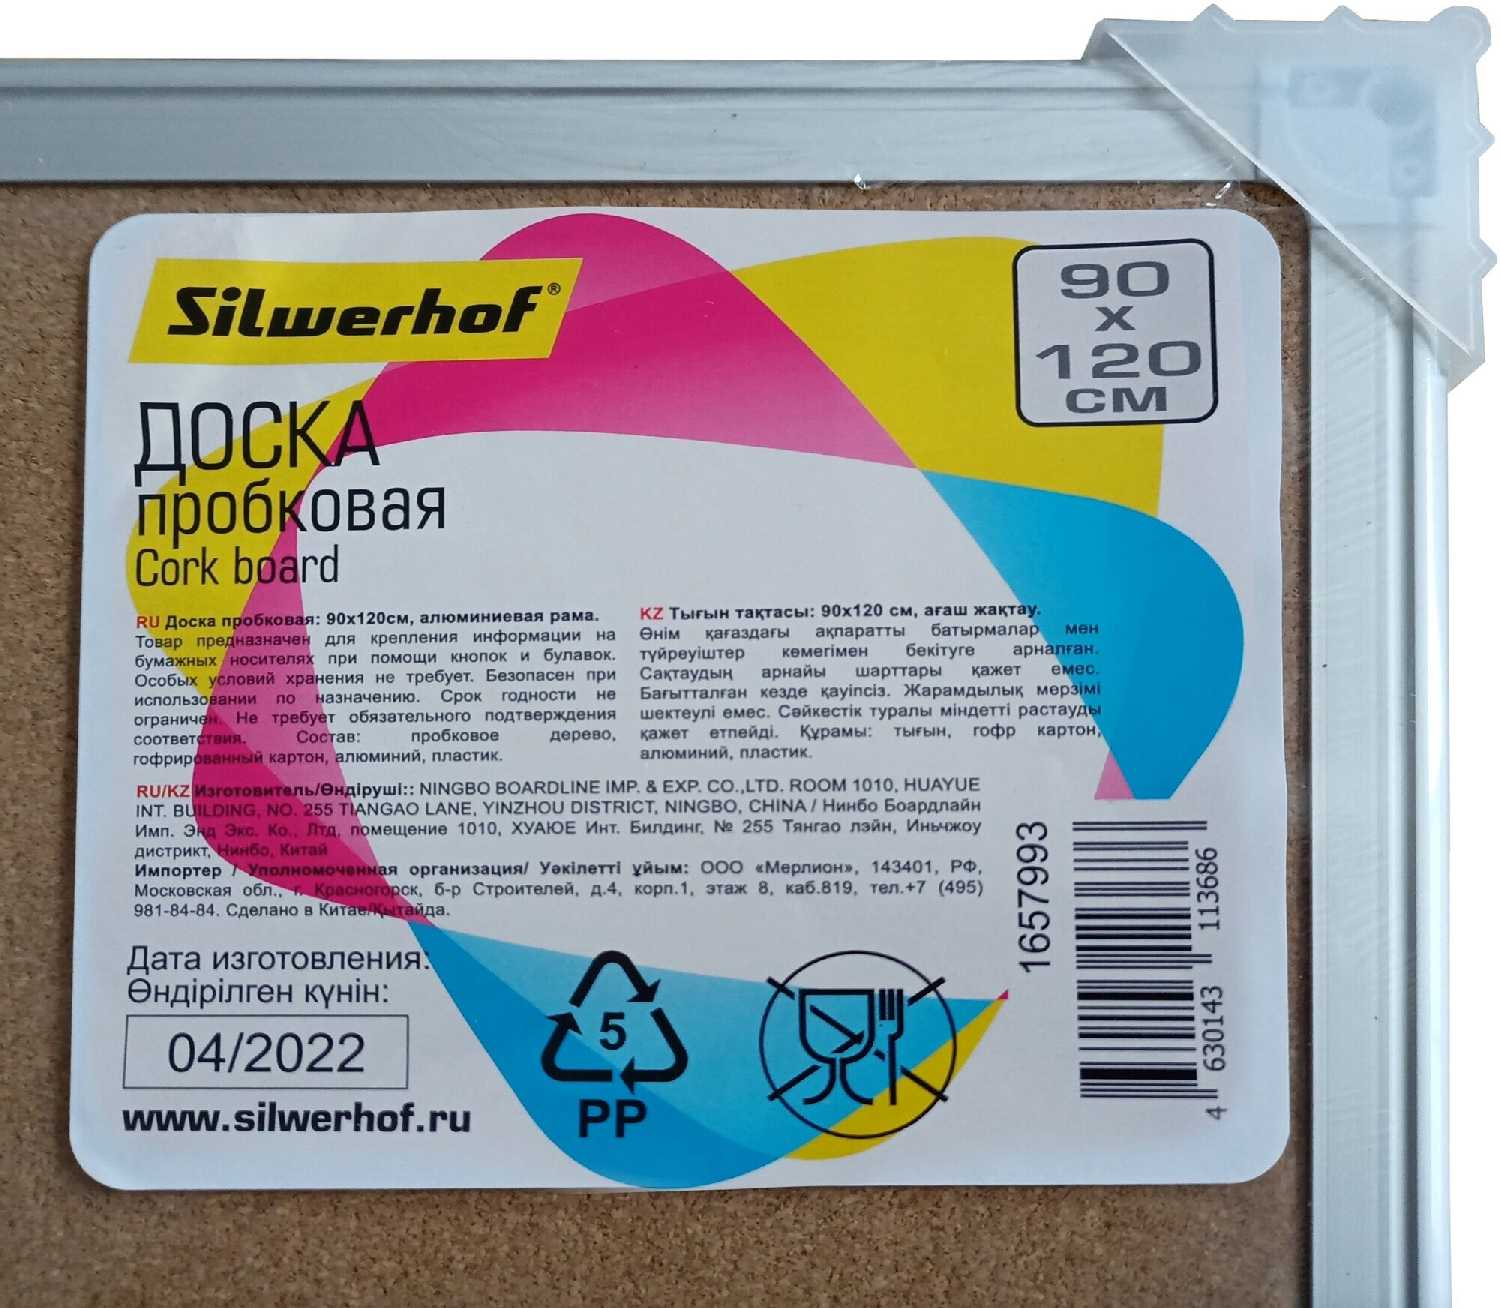 Silwerhof®
90
x
120
СМ
ДОСКА
пробковая
Cork board
RU Доска пробковая: 90х120см, алюминиевая рама.
Товар предназначен для крепления информации на
бумажных носителях при помощи кнопок и булавок.
Особых условий хранения не требует. Безопасен при
использовании по назначению. Срок годности не
ограничен. Не требует обязательного подтверждения
соответствия. Состав: пробковое дерево,
гофрированный картон, алюминий, пластик.
KZ Тығын тақтасы: 90х120 см, ағаш жақтау.
Өнім қағаздағы ақпаратты батырмалар мен
түйреуіштер көмегімен бекітуге арналған.
Сақтаудың арнайы шарттары қажет емес.
Бағытталған кезде қауіпсіз. Жарамдылық мерзімі
шектеулі емес. Сәйкестік туралы міндетті растауды
қажет етпейді. Құрамы: тығын, гофр картон,
алюминий, пластик.
RU/KZ Изготовитель/Өндіруші:: NINGBO BOARDLINE IMP. & EXP. CO.,LTD. ROOM 1010, HUAYUE
INT. BUILDING, NO. 255 TIANGAO LANE, YINZHOU DISTRICT, NINGBO, CHINA / Нинбо Боардлайн
Имп. Энд Экс. Ко., Лтд, помещение 1010, ХУАЮЕ Инт. Билдинг, № 255 Тянгао лэйн, Иньчжоу
дистрикт, Нинбо, Китай
Импортер / Уполномоченная организация/ Уәкілетті ұйым: ООО «Мерлион», 143401, РФ,
Московская обл., г. Красногорск, б-р Строителей, д.4, корп.1, этаж 8, каб.819, тел.+7 (495)
981-84-84. Сделано в Китае/Қытайда.
Дата изготовления:
Өндірілген күнін:
04/2022
www.silwerhof.ru
5
PP
1657993
4 630143 113686